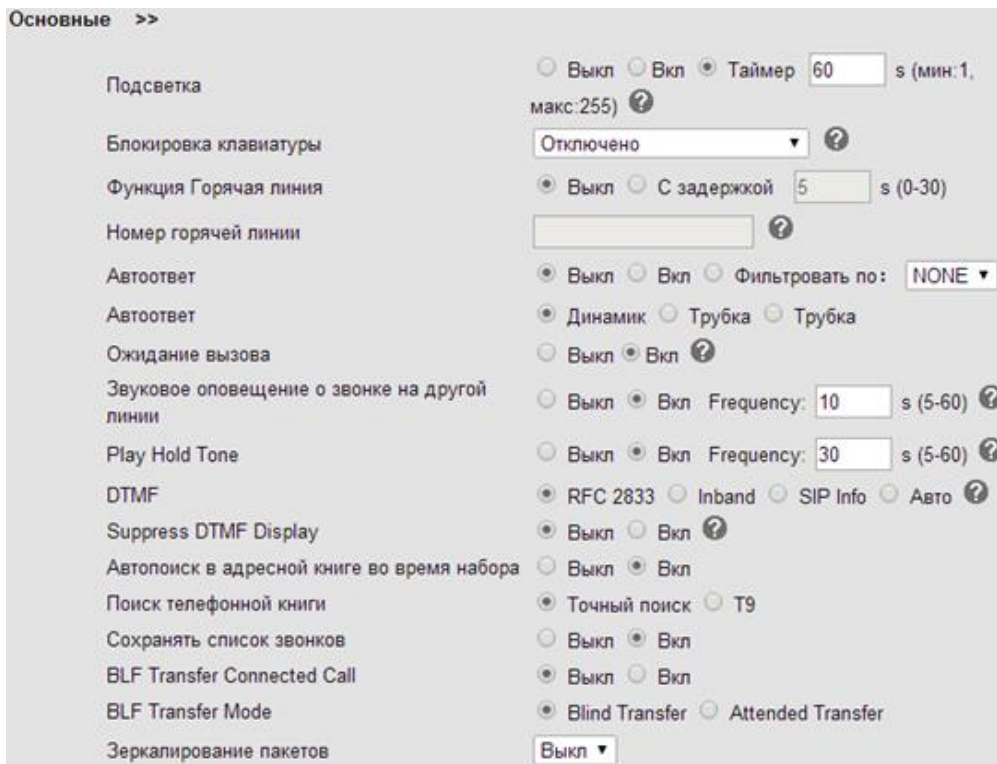 Основные >>
Подсветка Выкл Вкл Таймер 60 s (мин:1, макс:255)
Блокировка клавиатуры Отключено
Функция Горячая линия Выкл С задержкой 5 s (0-30)
Номер горячей линии
Автоответ Выкл Вкл Фильтровать по: NONE
Автоответ Динамик Трубка Трубка
Ожидание вызова Выкл Вкл
Звуковое оповещение о звонке на другой линии Выкл Вкл Frequency: 10 s (5-60)
Play Hold Tone Выкл Вкл Frequency: 30 s (5-60)
DTMF RFC 2833 Inband SIP Info Авто
Suppress DTMF Display Выкл Вкл
Автопоиск в адресной книге во время набора Выкл Вкл
Поиск телефонной книги Точный поиск T9
Сохранять список звонков Выкл Вкл
BLF Transfer Connected Call Выкл Вкл
BLF Transfer Mode Blind Transfer Attended Transfer
Зеркалирование пакетов Выкл